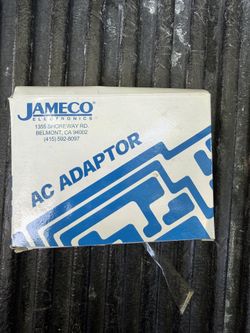 JAMECO
ELECTRONICS
1355 SHOREWAY RD.
BELMONT, CA 94002
(415) 592-8097
AC ADAPTOR